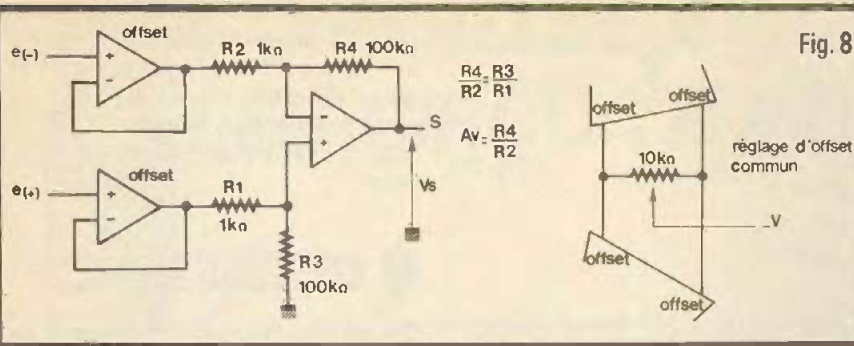 Fig. 8
offset
e(-)
+
-
R2 1kΩ
R4 100kΩ
-
+
S
R4/R2 = R3/R1
Av = R4/R2
Vs
offset
e(+)
+
-
R1
1kΩ
R3
100kΩ
offset
offset
10kΩ
réglage d'offset
commun
V
offset
offset